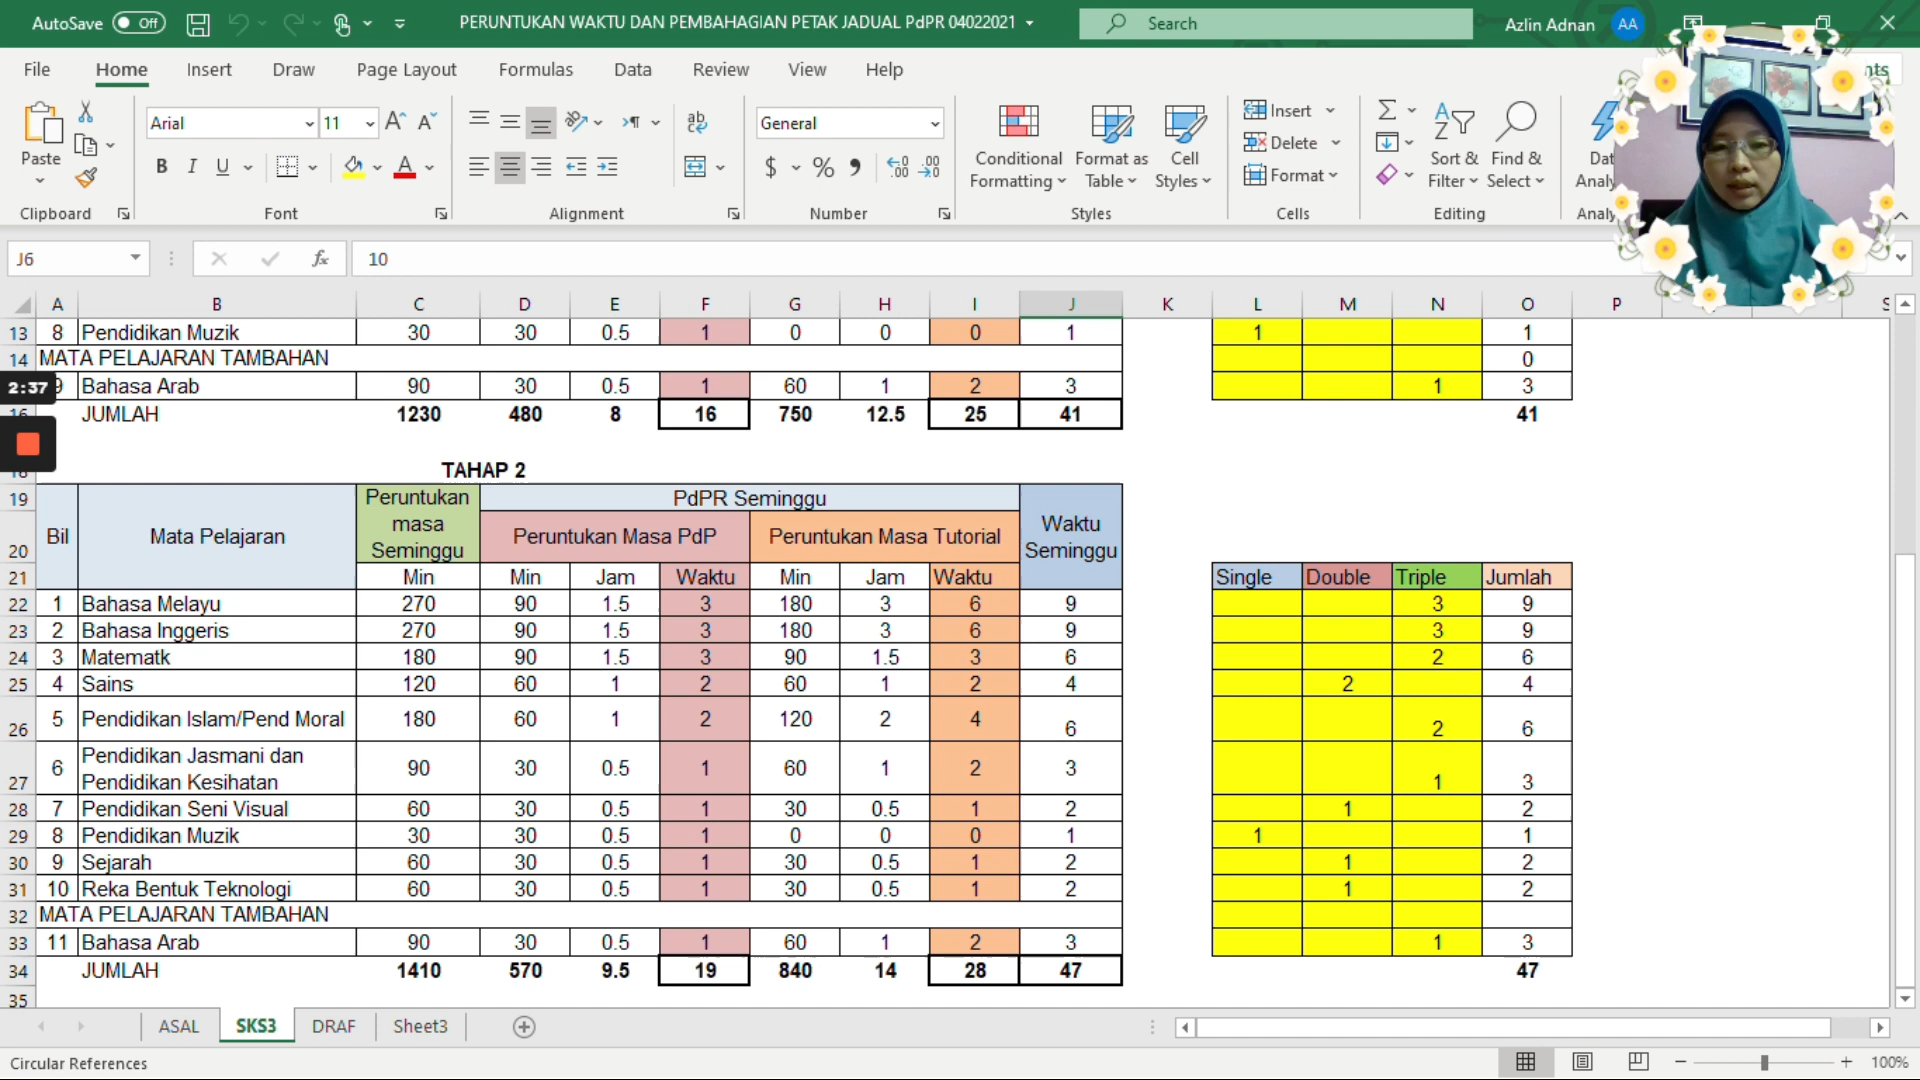 AutoSave Off PERUNTUKAN WAKTU DAN PEMBAHAGIAN PETAK JADUAL PdPR 04022021 Search Azlin Adnan AA
File Home Insert Draw Page Layout Formulas Data Review View Help
Arial 11 General
Paste B I U $ % Conditional Formatting Format as Table Cell Styles Insert Delete Format Sort & Filter Find & Select
Clipboard Font Alignment Number Styles Cells Editing
J6 fx 10
A B C D E F G H I J K L M N O P
13 8 Pendidikan Muzik 30 30 0.5 1 0 0 0 1 1 1
14 MATA PELAJARAN TAMBAHAN 0
2:37 9 Bahasa Arab 90 30 0.5 1 60 1 2 3 1 3
16 JUMLAH 1230 480 8 16 750 12.5 25 41 41
18 TAHAP 2
19 Bil Mata Pelajaran Peruntukan masa Seminggu PdPR Seminggu Waktu Seminggu
20 Peruntukan Masa PdP Peruntukan Masa Tutorial
21 Min Min Jam Waktu Min Jam Waktu Single Double Triple Jumlah
22 1 Bahasa Melayu 270 90 1.5 3 180 3 6 9 3 9
23 2 Bahasa Inggeris 270 90 1.5 3 180 3 6 9 3 9
24 3 Matematk 180 90 1.5 3 90 1.5 3 6 2 6
25 4 Sains 120 60 1 2 60 1 2 4 2 4
26 5 Pendidikan Islam/Pend Moral 180 60 1 2 120 2 4 6 2 6
27 6 Pendidikan Jasmani dan Pendidikan Kesihatan 90 30 0.5 1 60 1 2 3 1 3
28 7 Pendidikan Seni Visual 60 30 0.5 1 30 0.5 1 2 1 2
29 8 Pendidikan Muzik 30 30 0.5 1 0 0 0 1 1 1
30 9 Sejarah 60 30 0.5 1 30 0.5 1 2 1 2
31 10 Reka Bentuk Teknologi 60 30 0.5 1 30 0.5 1 2 1 2
32 MATA PELAJARAN TAMBAHAN
33 11 Bahasa Arab 90 30 0.5 1 60 1 2 3 1 3
34 JUMLAH 1410 570 9.5 19 840 14 28 47 47
35
ASAL SKS3 DRAF Sheet3
Circular References 100%